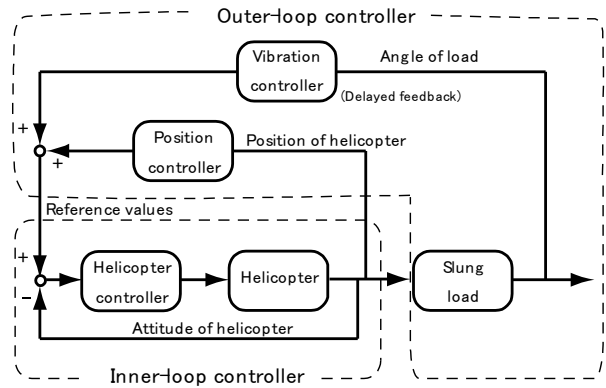 Outer-loop controller
Vibration
controller
Angle of load
(Delayed feedback)
+
+
Position
controller
Position of helicopter
Reference values
+
−
Helicopter
controller
Helicopter
Slung
load
Attitude of helicopter
Inner-loop controller